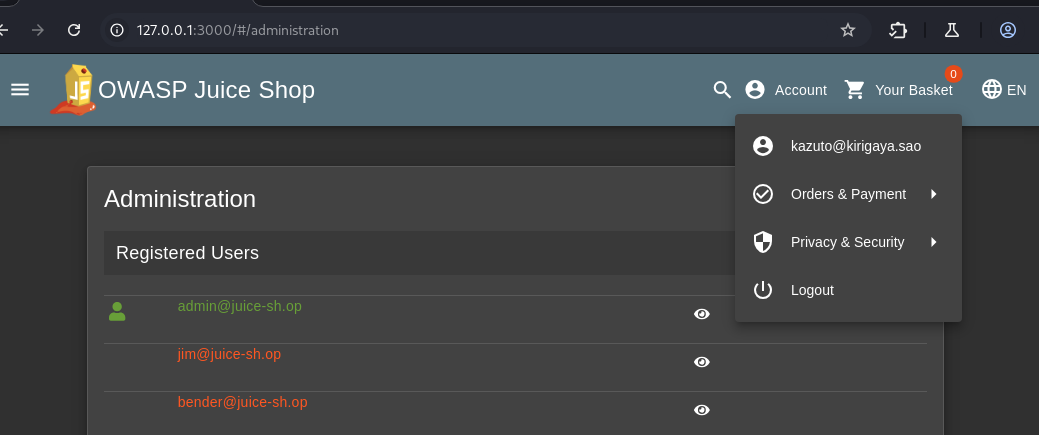 127.0.0.1:3000/#/administration
OWASP Juice Shop
Account
0
Your Basket
EN
kazuto@kirigaya.sao
Orders & Payment
Privacy & Security
Logout
Administration
Registered Users
admin@juice-sh.op
jim@juice-sh.op
bender@juice-sh.op